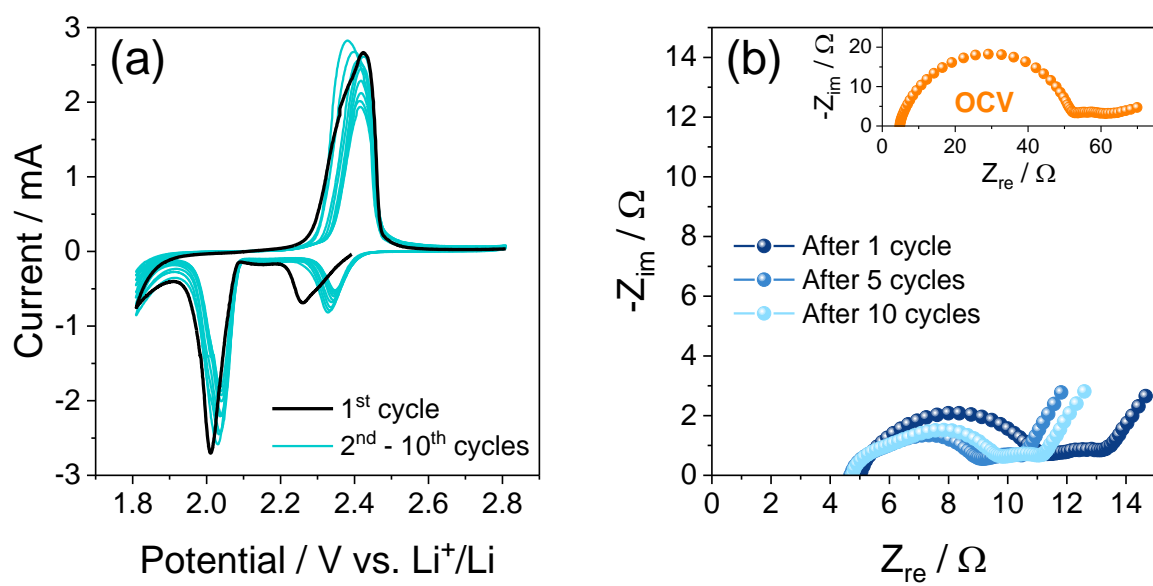 (a)
3
2
1
0
-1
-2
-3
Current / mA
1st cycle
2nd - 10th cycles
1.8 2.0 2.2 2.4 2.6 2.8
Potential / V vs. Li+/Li
(b)
14
12
10
8
6
4
2
0
-Zim / Ω
20
10
0
-Zim / Ω
OCV
0 20 40 60
Zre / Ω
After 1 cycle
After 5 cycles
After 10 cycles
0 2 4 6 8 10 12 14
Zre / Ω